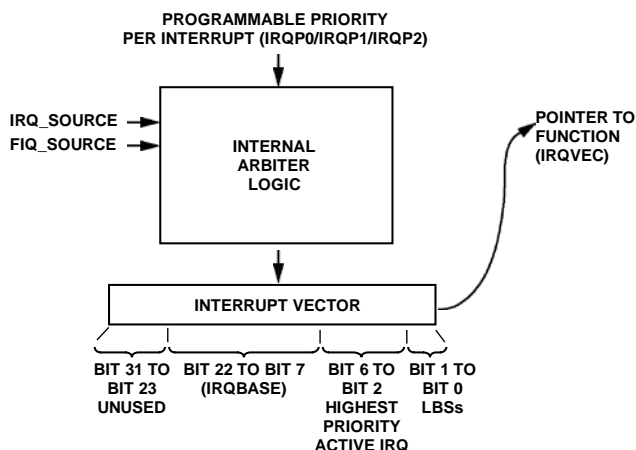 PROGRAMMABLE PRIORITY
PER INTERRUPT (IRQP0/IRQP1/IRQP2)
IRQ_SOURCE
FIQ_SOURCE
INTERNAL
ARBITER
LOGIC
POINTER TO
FUNCTION
(IRQVEC)
INTERRUPT VECTOR
BIT 31 TO
BIT 23
UNUSED
BIT 22 TO BIT 7
(IRQBASE)
BIT 6 TO
BIT 2
HIGHEST
PRIORITY
ACTIVE IRQ
BIT 1 TO
BIT 0
LBSs